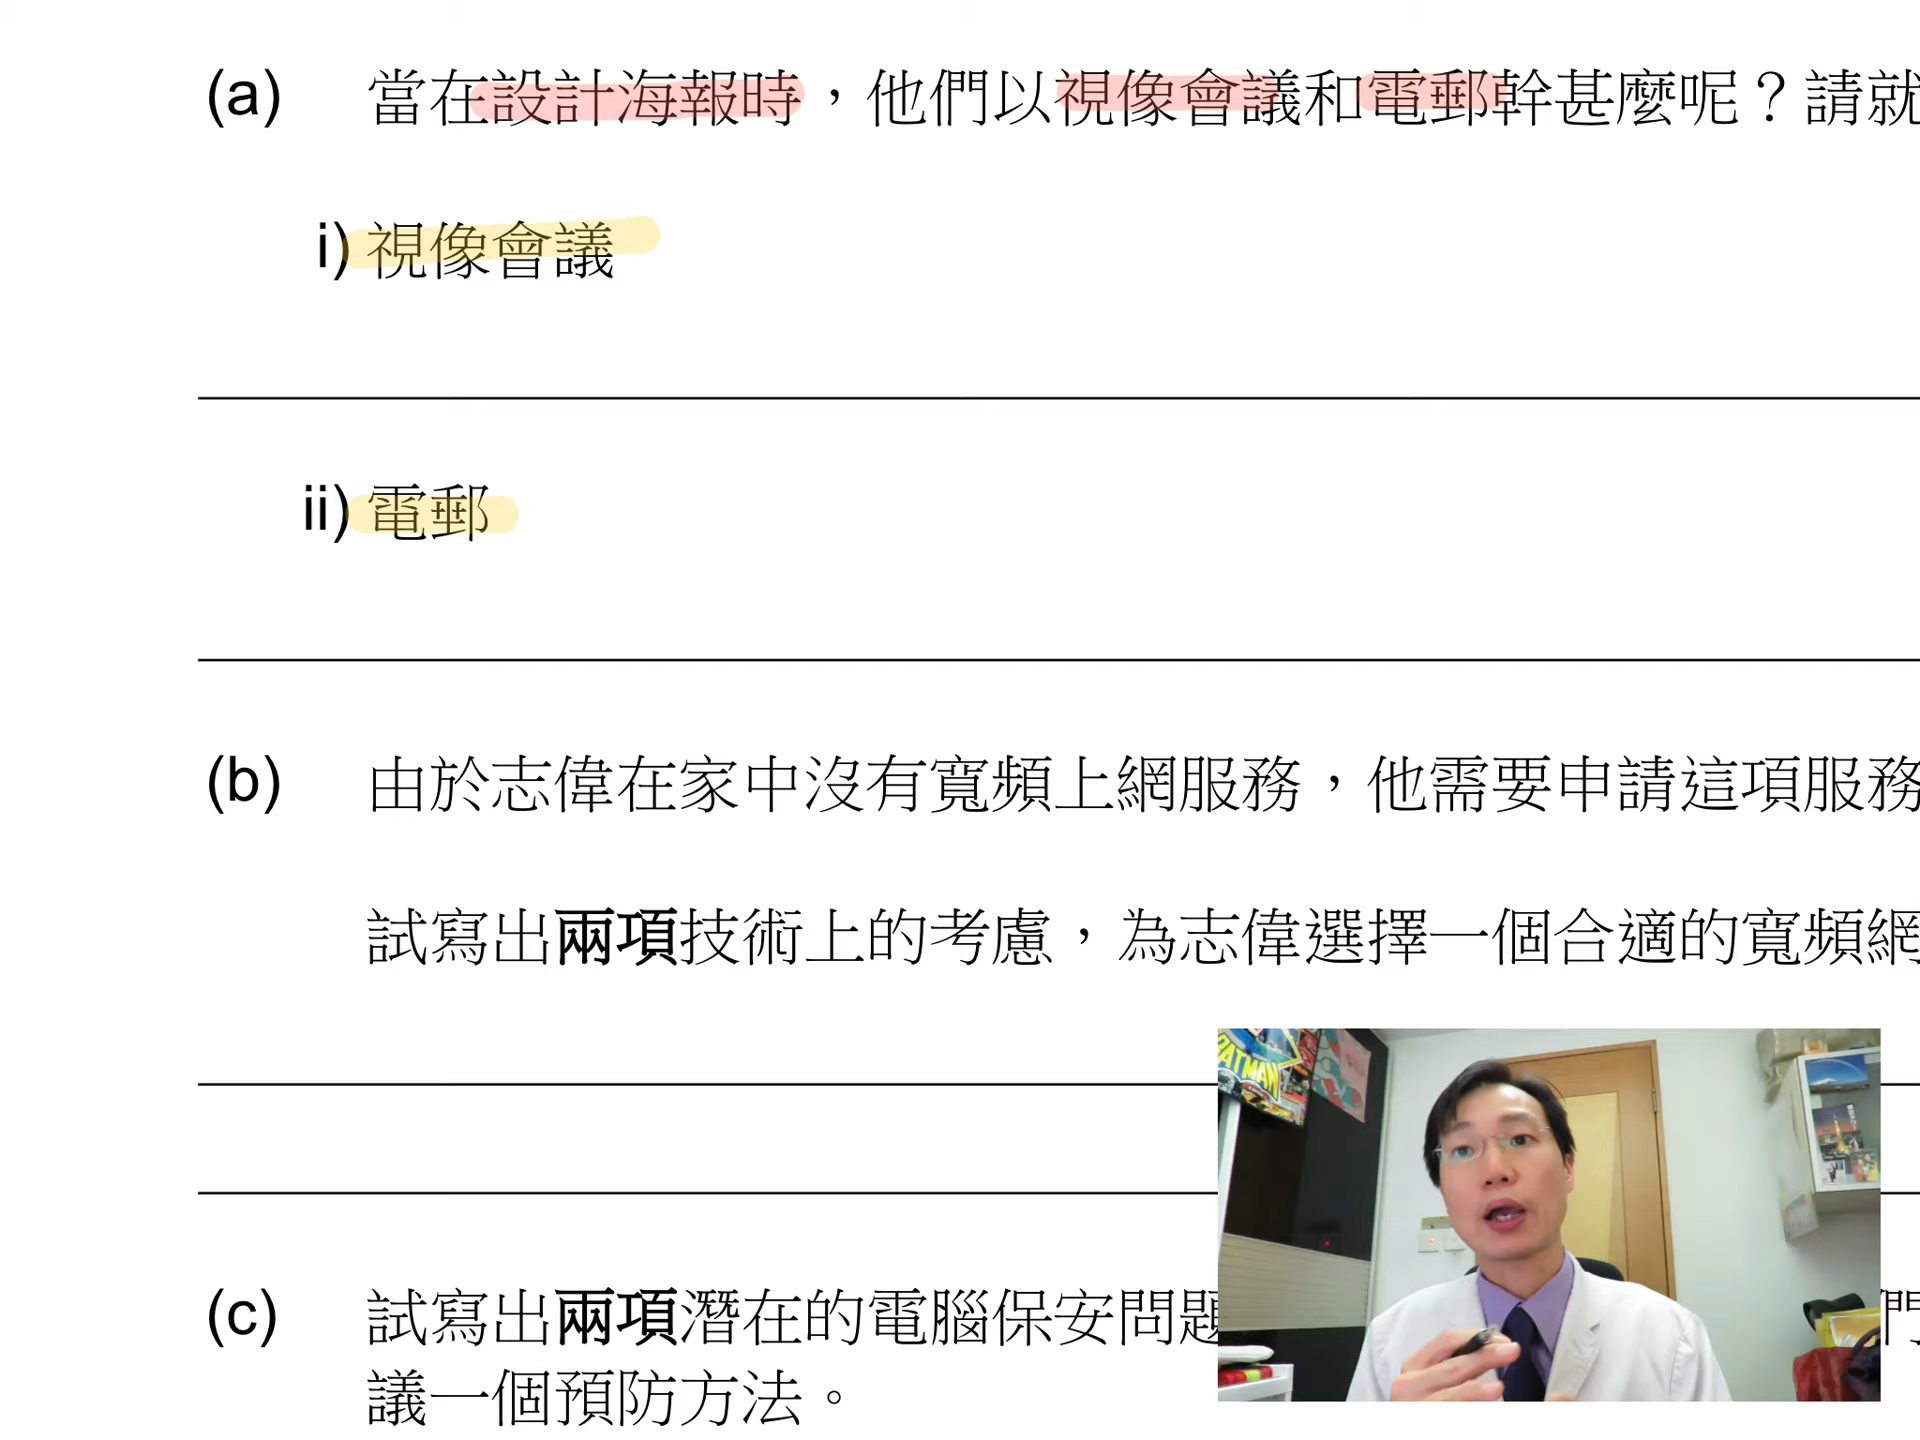 (a) 當在設計海報時，他們以視像會議和電郵幹甚麼呢？請就
i) 視像會議
ii) 電郵
(b) 由於志偉在家中沒有寬頻上網服務，他需要申請這項服務
試寫出兩項技術上的考慮，為志偉選擇一個合適的寬頻網
(c) 試寫出兩項潛在的電腦保安問題
們
議一個預防方法。
BATMAN